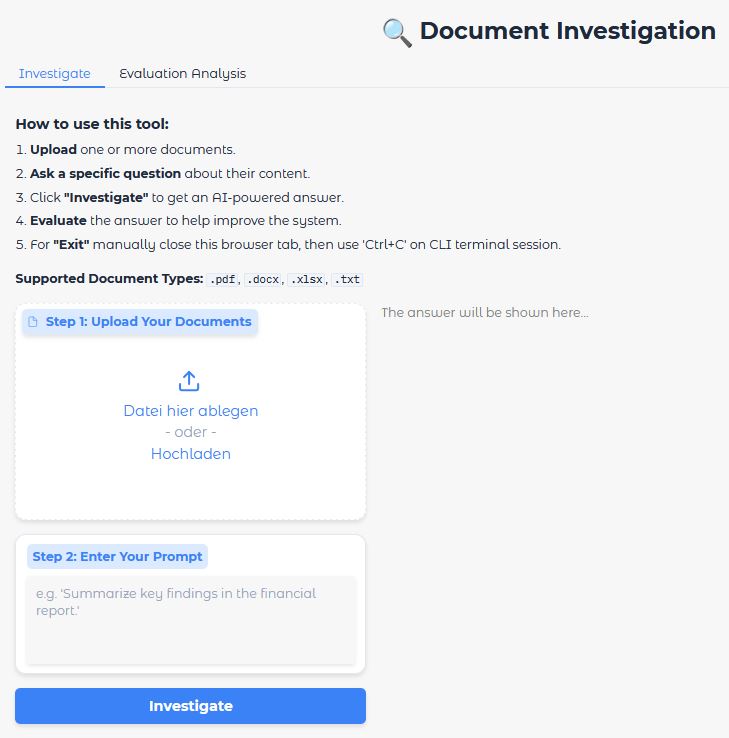 🔍 Document Investigation
Investigate
Evaluation Analysis
How to use this tool:
1. Upload one or more documents.
2. Ask a specific question about their content.
3. Click "Investigate" to get an AI-powered answer.
4. Evaluate the answer to help improve the system.
5. For "Exit" manually close this browser tab, then use 'Ctrl+C' on CLI terminal session.
Supported Document Types: .pdf, .docx, .xlsx, .txt
Step 1: Upload Your Documents
Datei hier ablegen
- oder -
Hochladen
The answer will be shown here...
Step 2: Enter Your Prompt
e.g. 'Summarize key findings in the financial
report.'
Investigate